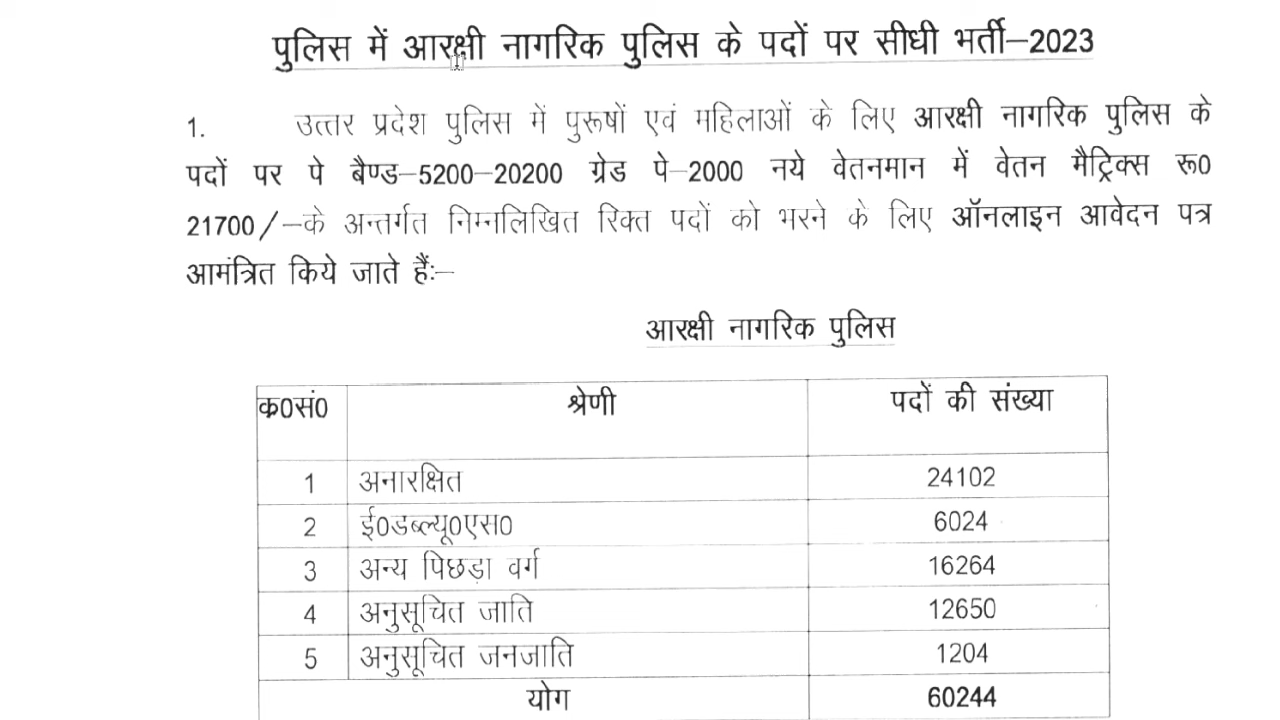 पुलिस में आरक्षी नागरिक पुलिस के पदों पर सीधी भर्ती–2023
1. उत्तर प्रदेश पुलिस में पुरूषों एवं महिलाओं के लिए आरक्षी नागरिक पुलिस के
पदों पर पे बैण्ड–5200–20200 ग्रेड पे–2000 नये वेतनमान में वेतन मैट्रिक्स रू0
21700/–के अन्तर्गत निम्नलिखित रिक्त पदों को भरने के लिए ऑनलाइन आवेदन पत्र
आमंत्रित किये जाते हैंः–
आरक्षी नागरिक पुलिस
क0सं0 श्रेणी पदों की संख्या
1 अनारक्षित 24102
2 ई0डब्ल्यू0एस0 6024
3 अन्य पिछड़ा वर्ग 16264
4 अनुसूचित जाति 12650
5 अनुसूचित जनजाति 1204
योग 60244